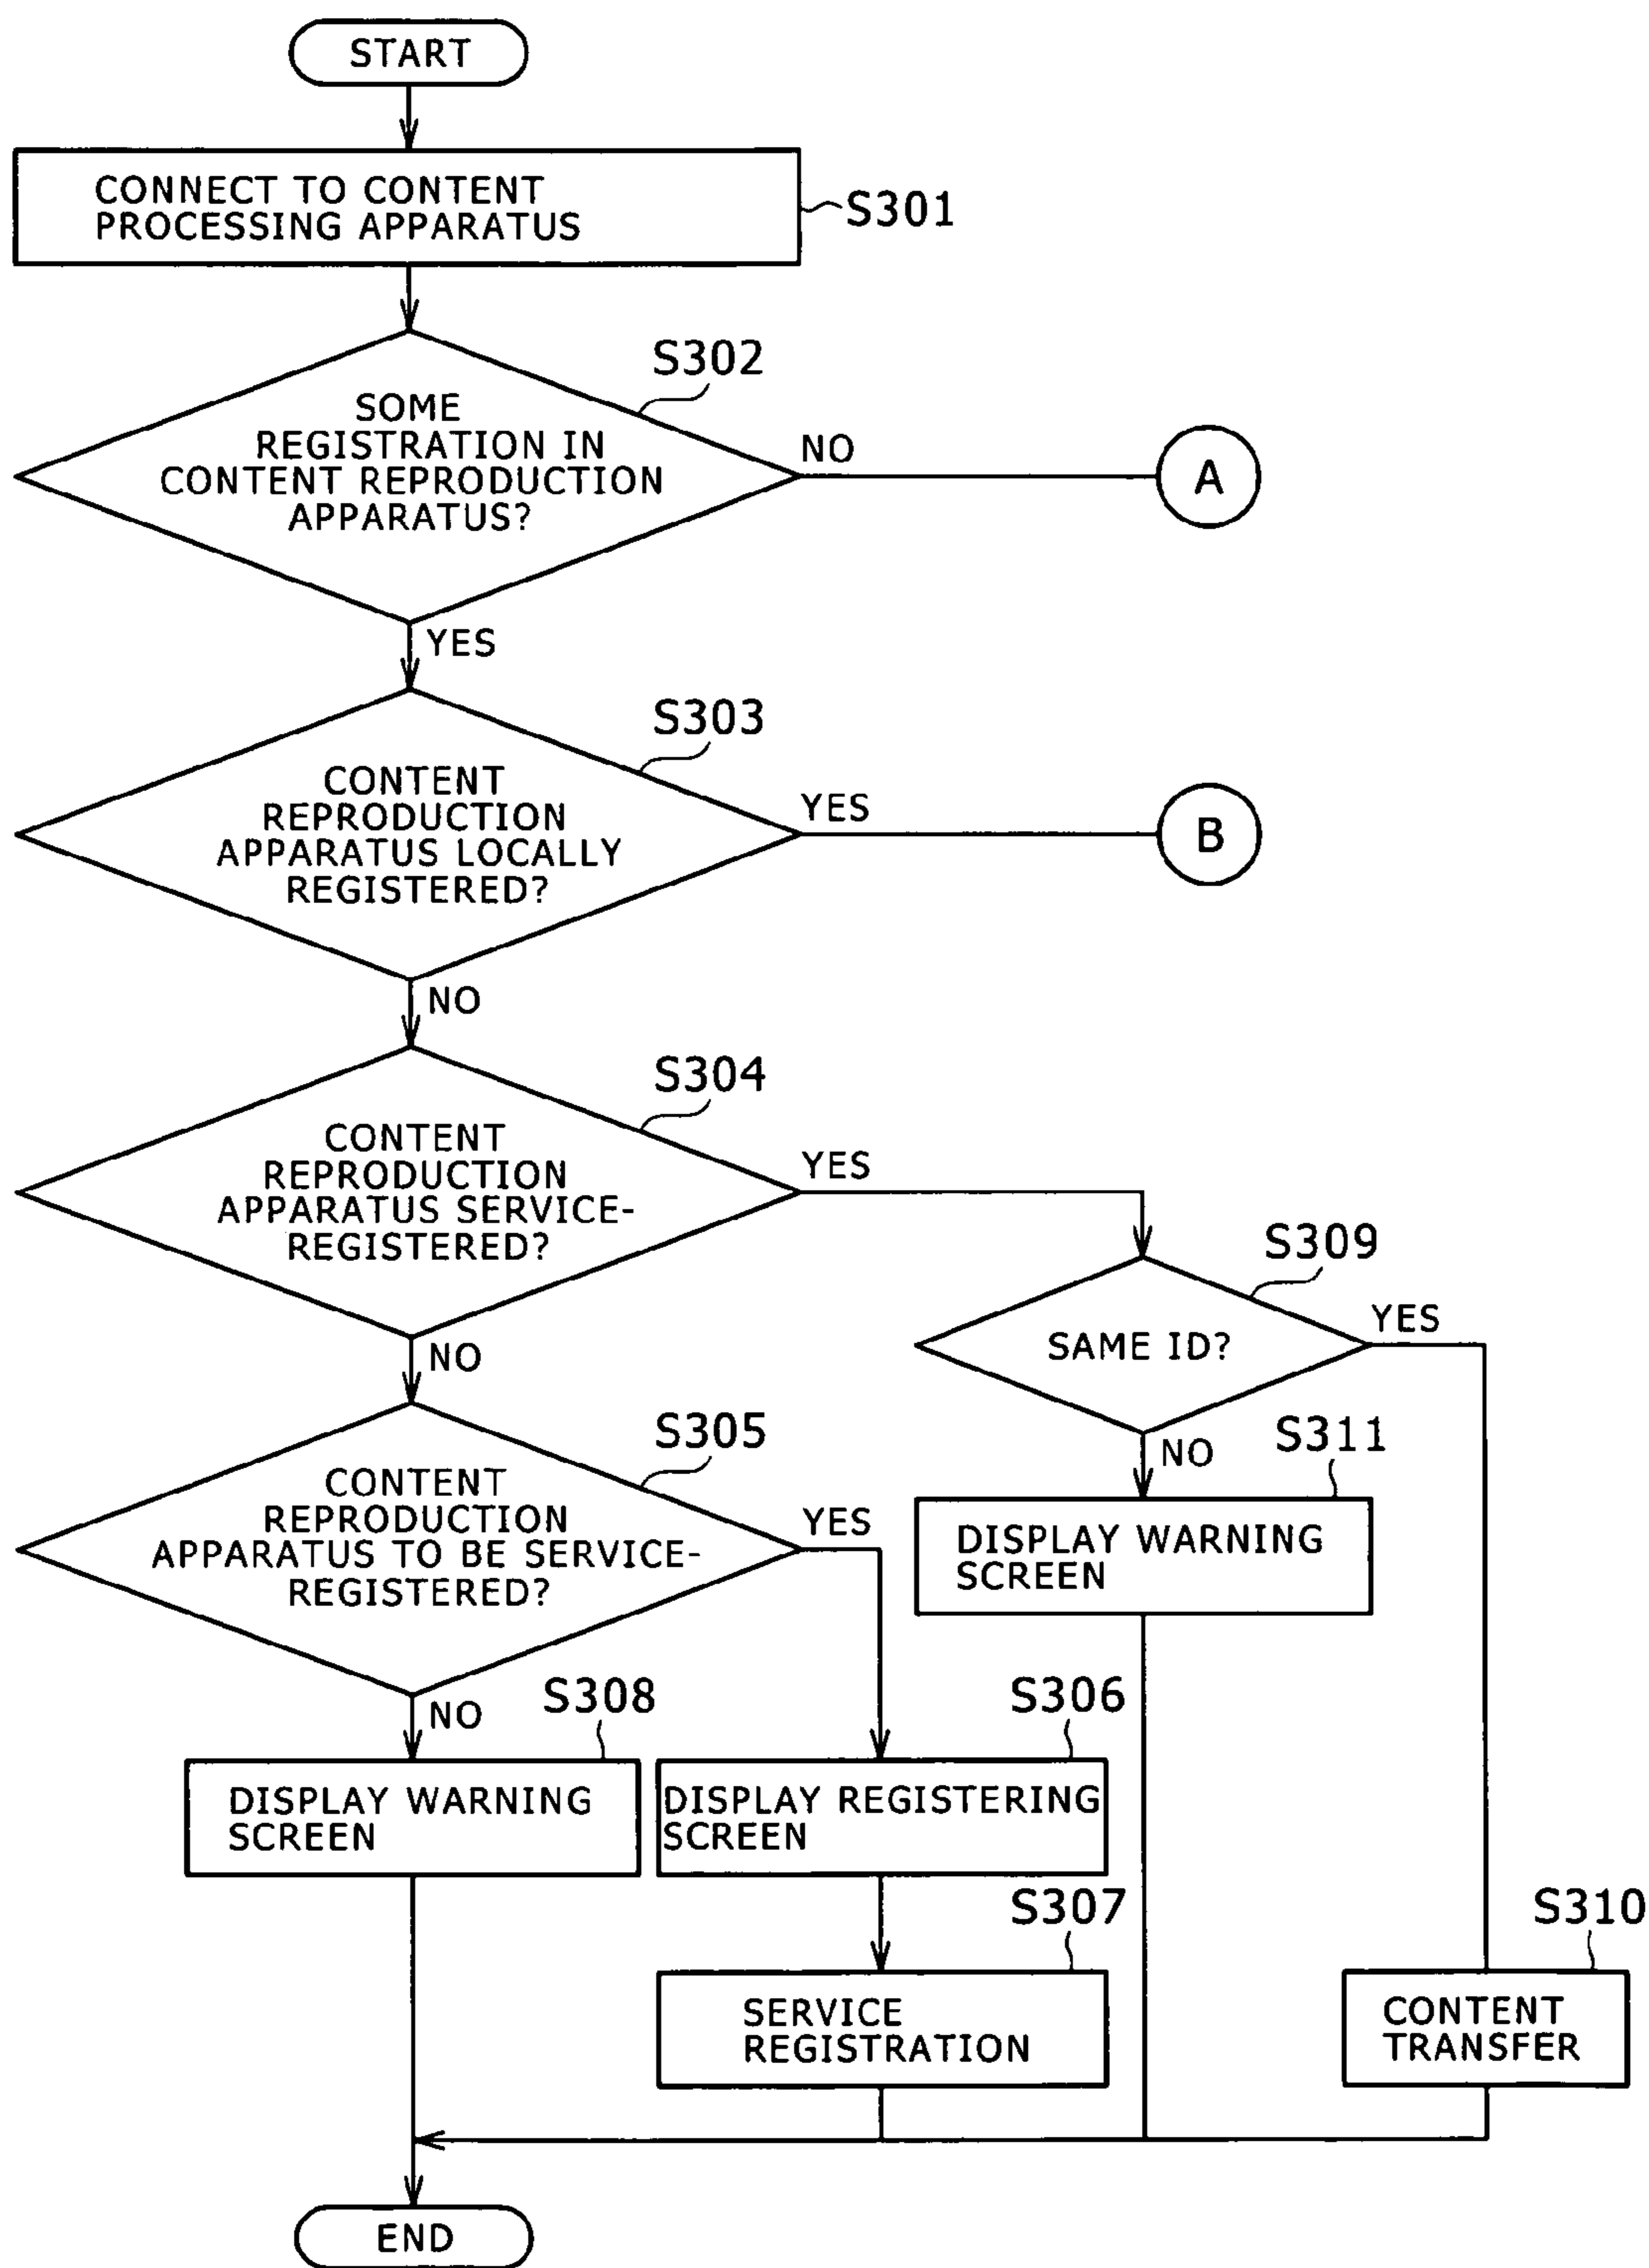 START
CONNECT TO CONTENT
PROCESSING APPARATUS
S301
S302
SOME
REGISTRATION IN
CONTENT REPRODUCTION
APPARATUS?
NO
A
YES
S303
CONTENT
REPRODUCTION
APPARATUS LOCALLY
REGISTERED?
YES
B
NO
S304
CONTENT
REPRODUCTION
APPARATUS SERVICE-
REGISTERED?
YES
NO
S309
SAME ID?
YES
NO
S305
CONTENT
REPRODUCTION
APPARATUS TO BE SERVICE-
REGISTERED?
YES
NO
S311
DISPLAY WARNING
SCREEN
S308
DISPLAY WARNING
SCREEN
S306
DISPLAY REGISTERING
SCREEN
S307
SERVICE
REGISTRATION
S310
CONTENT
TRANSFER
END